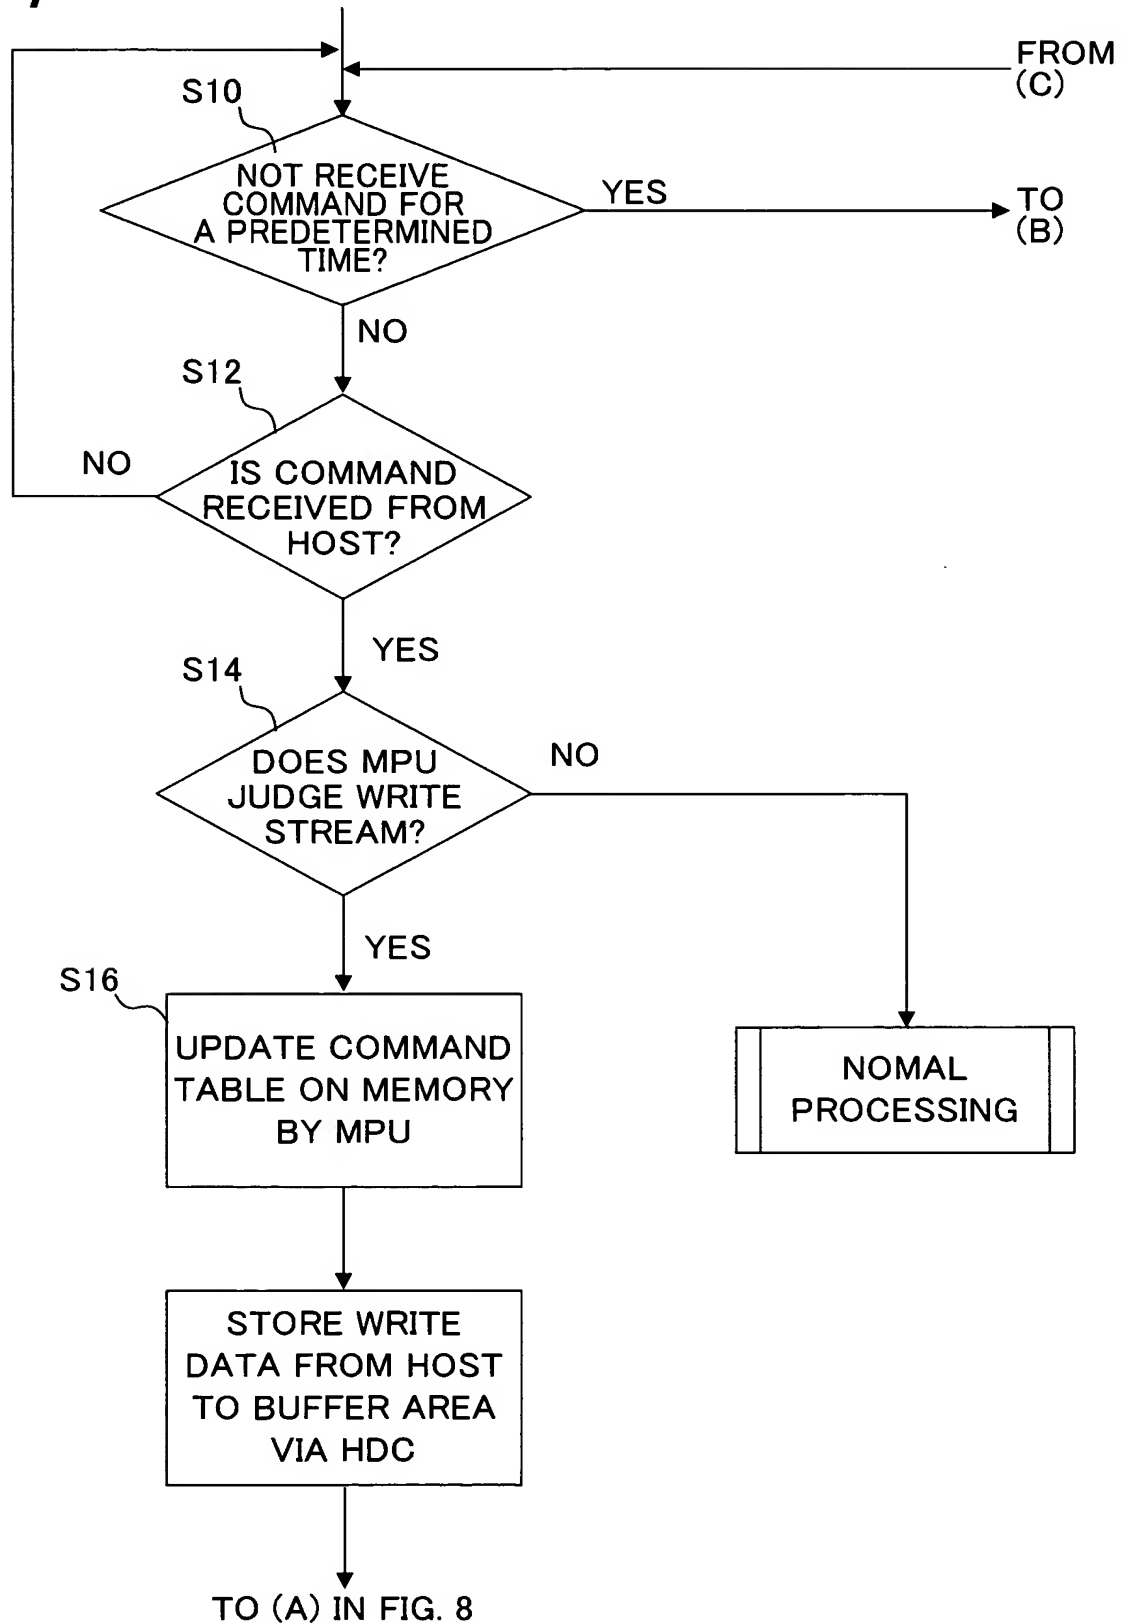 FROM
(C)
S10
NOT RECEIVE
COMMAND FOR
A PREDETERMINED
TIME?
YES
TO
(B)
NO
S12
NO
IS COMMAND
RECEIVED FROM
HOST?
YES
S14
DOES MPU
JUDGE WRITE
STREAM?
NO
YES
S16
UPDATE COMMAND
TABLE ON MEMORY
BY MPU
NOMAL
PROCESSING
STORE WRITE
DATA FROM HOST
TO BUFFER AREA
VIA HDC
TO (A) IN FIG. 8